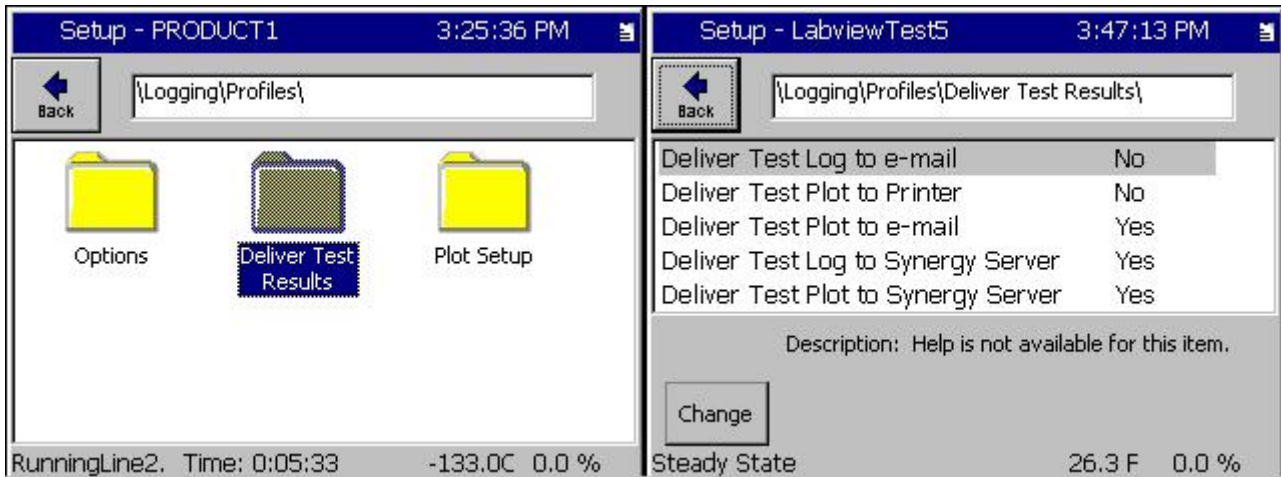 Setup - PRODUCT1 3:25:36 PM
Back
\Logging\Profiles\
Options
Deliver Test
Results
Plot Setup
RunningLine2. Time: 0:05:33 -133.0C 0.0 %
Setup - LabviewTest5 3:47:13 PM
Back
\Logging\Profiles\Deliver Test Results\
Deliver Test Log to e-mail No
Deliver Test Plot to Printer No
Deliver Test Plot to e-mail Yes
Deliver Test Log to Synergy Server Yes
Deliver Test Plot to Synergy Server Yes
Description: Help is not available for this item.
Change
Steady State 26.3 F 0.0 %